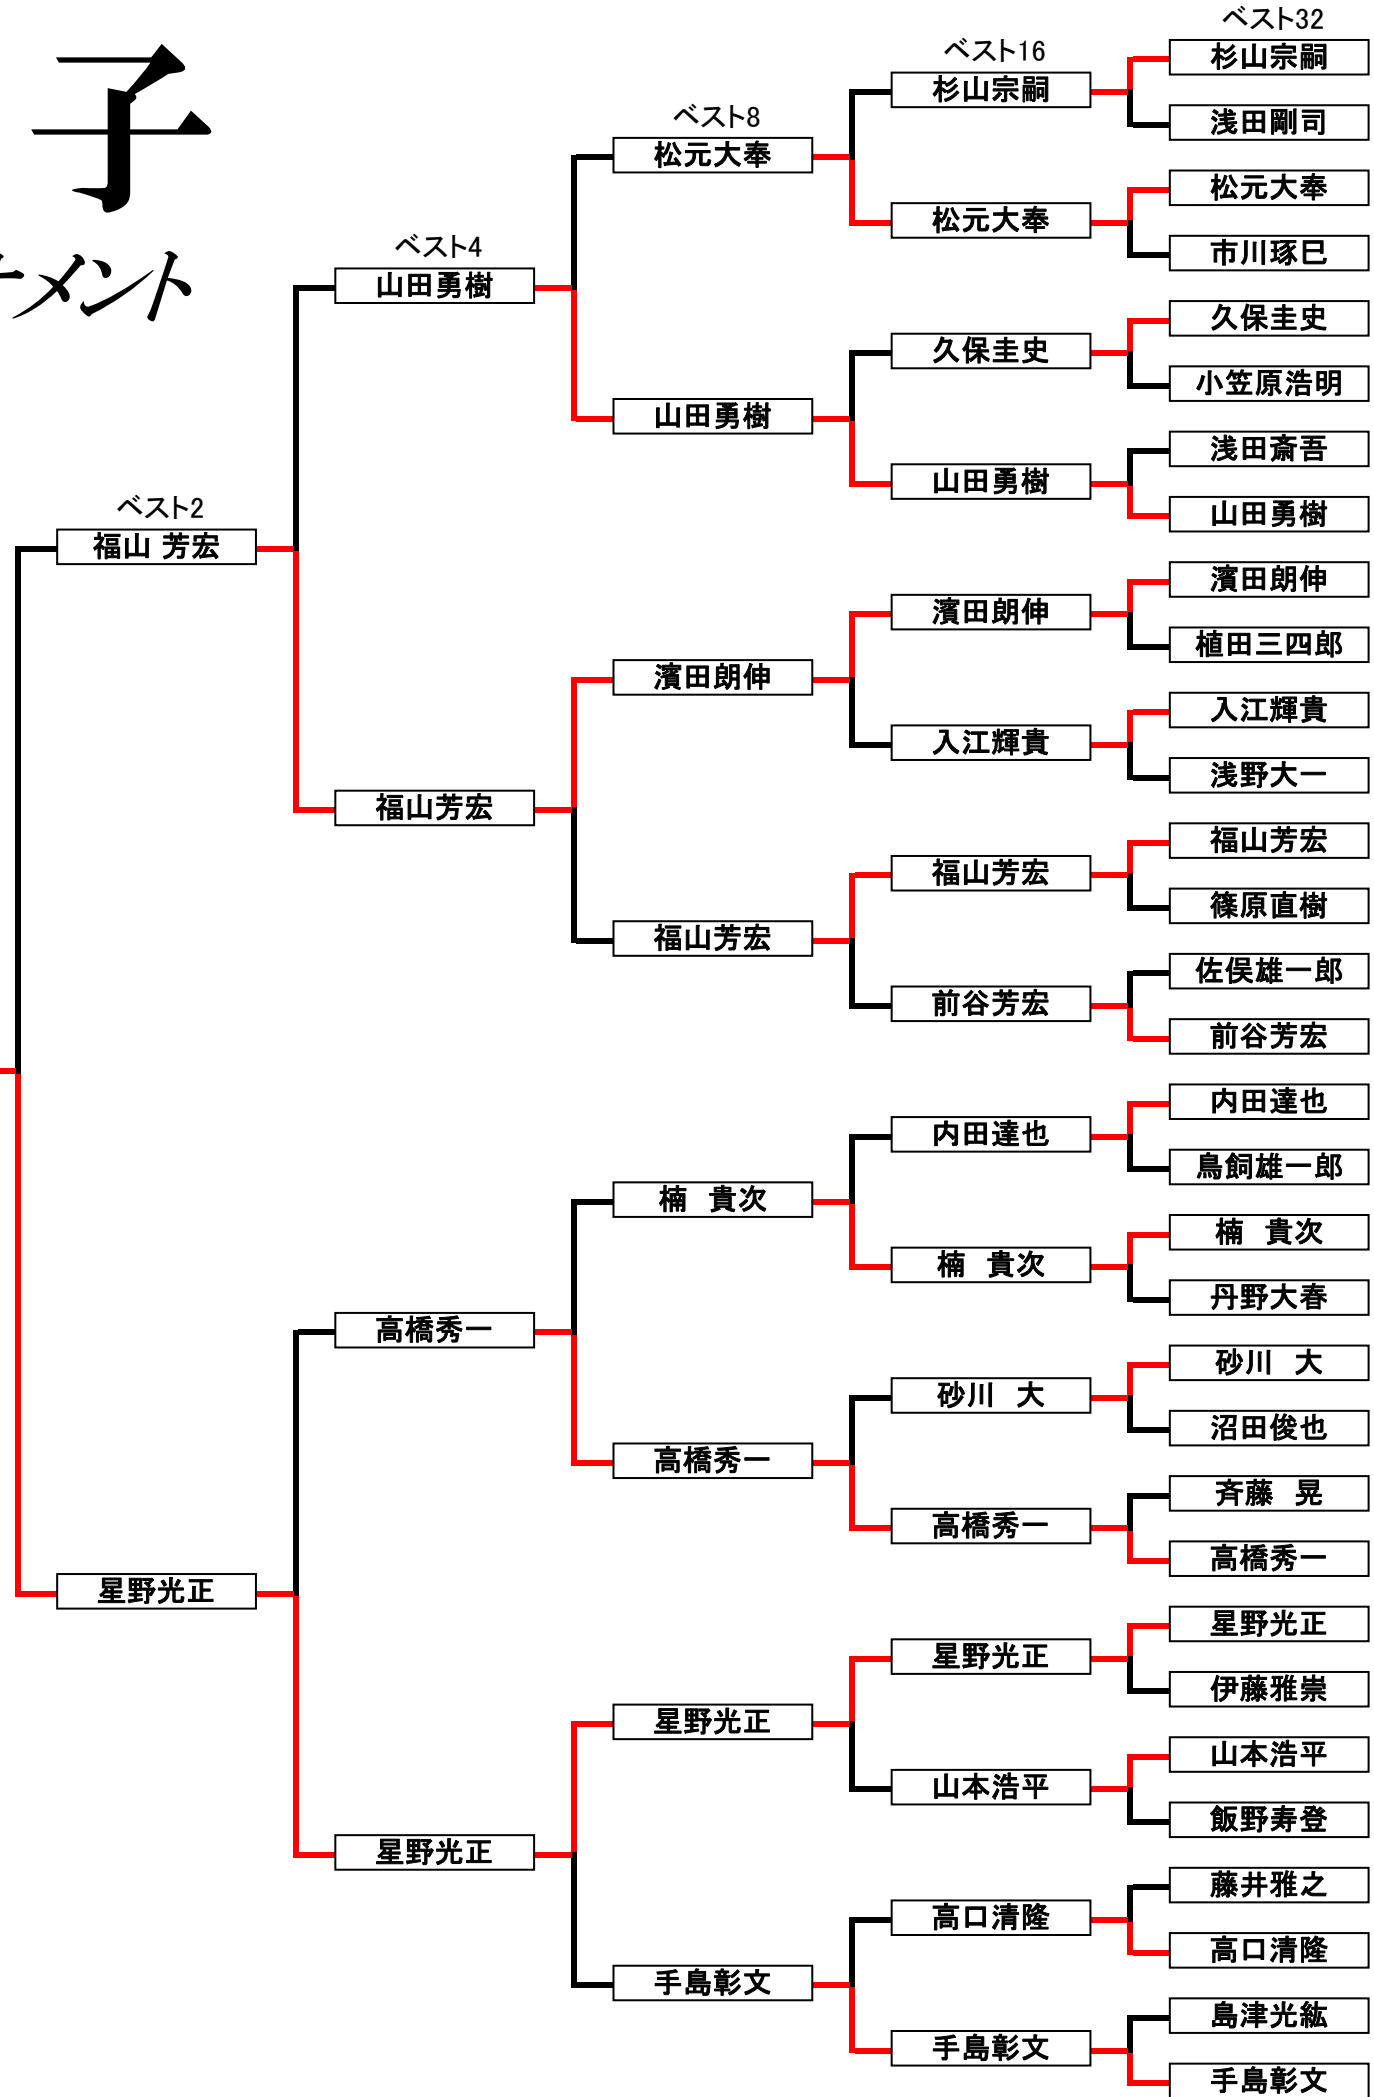 子
ナメント
ベスト2
福山 芳宏
星野光正
ベスト4
山田勇樹
福山芳宏
高橋秀一
星野光正
ベスト8
松元大奉
山田勇樹
濱田朗伸
福山芳宏
楠 貴次
高橋秀一
星野光正
手島彰文
ベスト16
杉山宗嗣
松元大奉
久保圭史
山田勇樹
濱田朗伸
入江輝貴
福山芳宏
前谷芳宏
内田達也
楠 貴次
砂川 大
高橋秀一
星野光正
山本浩平
高口清隆
手島彰文
ベスト32
杉山宗嗣
浅田剛司
松元大奉
市川琢巳
久保圭史
小笠原浩明
浅田斎吾
山田勇樹
濱田朗伸
植田三四郎
入江輝貴
浅野大一
福山芳宏
篠原直樹
佐俣雄一郎
前谷芳宏
内田達也
鳥飼雄一郎
楠 貴次
丹野大春
砂川 大
沼田俊也
斉藤 晃
高橋秀一
星野光正
伊藤雅崇
山本浩平
飯野寿登
藤井雅之
高口清隆
島津光紘
手島彰文